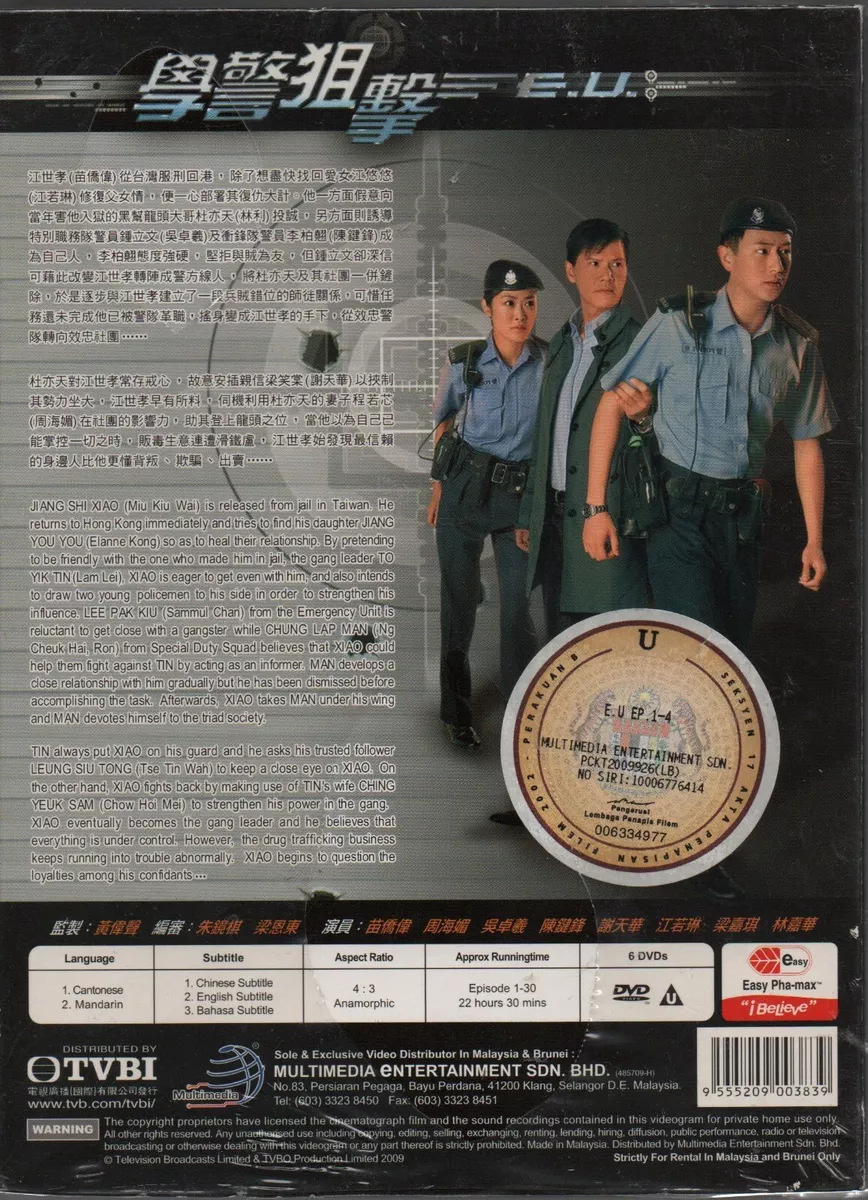 學警狙擊 E.U.
江世孝(苗僑偉)從台灣服刑回港，除了想盡快找回愛女江悠悠
(江若琳)修復父女情，便一心部署其復仇大計。他一方面假意向
當年害他入獄的黑幫龍頭大哥杜亦天(林利)投誠，另方面則誘導
特別職務隊警員鍾立文(吳卓羲)及衝鋒隊警員李柏翹(陳鍵鋒)成
為自己人，李柏翹態度強硬，堅拒與賊為友，但鍾立文卻深信
可藉此改變江世孝轉陣成警方線人，將杜亦天及其社團一併鏟
除，於是逐步與江世孝建立了一段兵賊錯位的師徒關係，可惜任
務還未完成他已被警隊革職，搖身變成江世孝的手下，從效忠警
隊轉向效忠社團……
杜亦天對江世孝常存戒心，故意安插親信梁笑棠(謝天華)以挾制
其勢力坐大，江世孝早有所料，伺機利用杜亦天的妻子程若芯
(周海媚)在社團的影響力，助其登上龍頭之位，當他以為自己已
能掌控一切之時，販毒生意連遭滑鐵盧，江世孝始發現最信賴
的身邊人比他更懂背叛、欺騙、出賣……
JIANG SHI XIAO (Miu Kiu Wai) is released from jail in Taiwan. He
returns to Hong Kong immediately and tries to find his daughter JIANG
YOU YOU (Elanne Kong) so as to heal their relationship. By pretending
to be friendly with the one who made him in jail, the gang leader TO
YIK TIN (Lam Lei), XIAO is eager to get even with him, and also intends
to draw two young policemen to his side in order to strengthen his
influence. LEE PAK KIU (Sammul Chan) from the Emergency Unit is
reluctant to get close with a gangster while CHUNG LAP MAN (Ng
Cheuk Hai, Ron) from Special Duty Squad believes that XIAO could
help them fight against TIN by acting as an informer. MAN develops a
close relationship with him gradually but he has been dismissed before
accomplishing the task. Afterwards, XIAO takes MAN under his wing
and MAN devotes himself to the triad society.
TIN always put XIAO on his guard and he asks his trusted follower
LEUNG SIU TONG (Tse Tin Wah) to keep a close eye on XIAO. On
the other hand, XIAO fights back by making use of TIN's wife CHING
YEUK SAM (Chow Hoi Mei) to strengthen his power in the gang.
XIAO eventually becomes the gang leader and he believes that
everything is under control. However, the drug trafficking business
keeps running into trouble abnormally. XIAO begins to question the
loyalties among his confidants …
U
SEKSYEN 17 AKTA PENAPISAN FILEM 2002 - PERAKUAN B
E.U EP.1-4
MULTIMEDIA ENTERTAINMENT SDN.
PCKT2009926(LB)
NO SIRI:10006776414
Pengerusi
Lembaga Penapis Filem
006334977
監製：黃偉聲 編審：朱鏡祺 梁恩東 演員：苗僑偉 周海媚 吳卓羲 陳鍵鋒 謝天華 江若琳 梁嘉琪 林嘉華
Language Subtitle Aspect Ratio Approx Runningtime 6 DVDs
1. Cantonese
2. Mandarin
1. Chinese Subtitle
2. English Subtitle
3. Bahasa Subtitle
4 : 3
Anamorphic
Episode 1-30
22 hours 30 mins
DVD VIDEO U
easy
Easy Pha-max™
"iBeLieve"
DISTRIBUTED BY
TVBI
電視廣播(國際)有限公司發行
www.tvb.com/tvbi/
Multimedia
Sole & Exclusive Video Distributor In Malaysia & Brunei :
MULTIMEDIA eNTERTAINMENT SDN. BHD. (485709-H)
No.83, Persiaran Pegaga, Bayu Perdana, 41200 Klang, Selangor D.E. Malaysia.
Tel: (603) 3323 8450 Fax: (603) 3323 8451
9 555209 003839
WARNING
The copyright proprietors have licensed the cinematograph film and the sound recordings contained in this videogram for private home use only.
All other rights reserved. Any unauthorised use including copying, editing, selling, exchanging, renting, lending, hiring, diffusion, public performance, radio or television
broadcasting or otherwise dealing with this videogram or any part thereof is strictly prohibited. Made in Malaysia. Distributed by Multimedia Entertainment Sdn. Bhd.
© Television Broadcasts Limited & TVBO Production Limited 2009 Strictly For Rental In Malaysia and Brunei Only